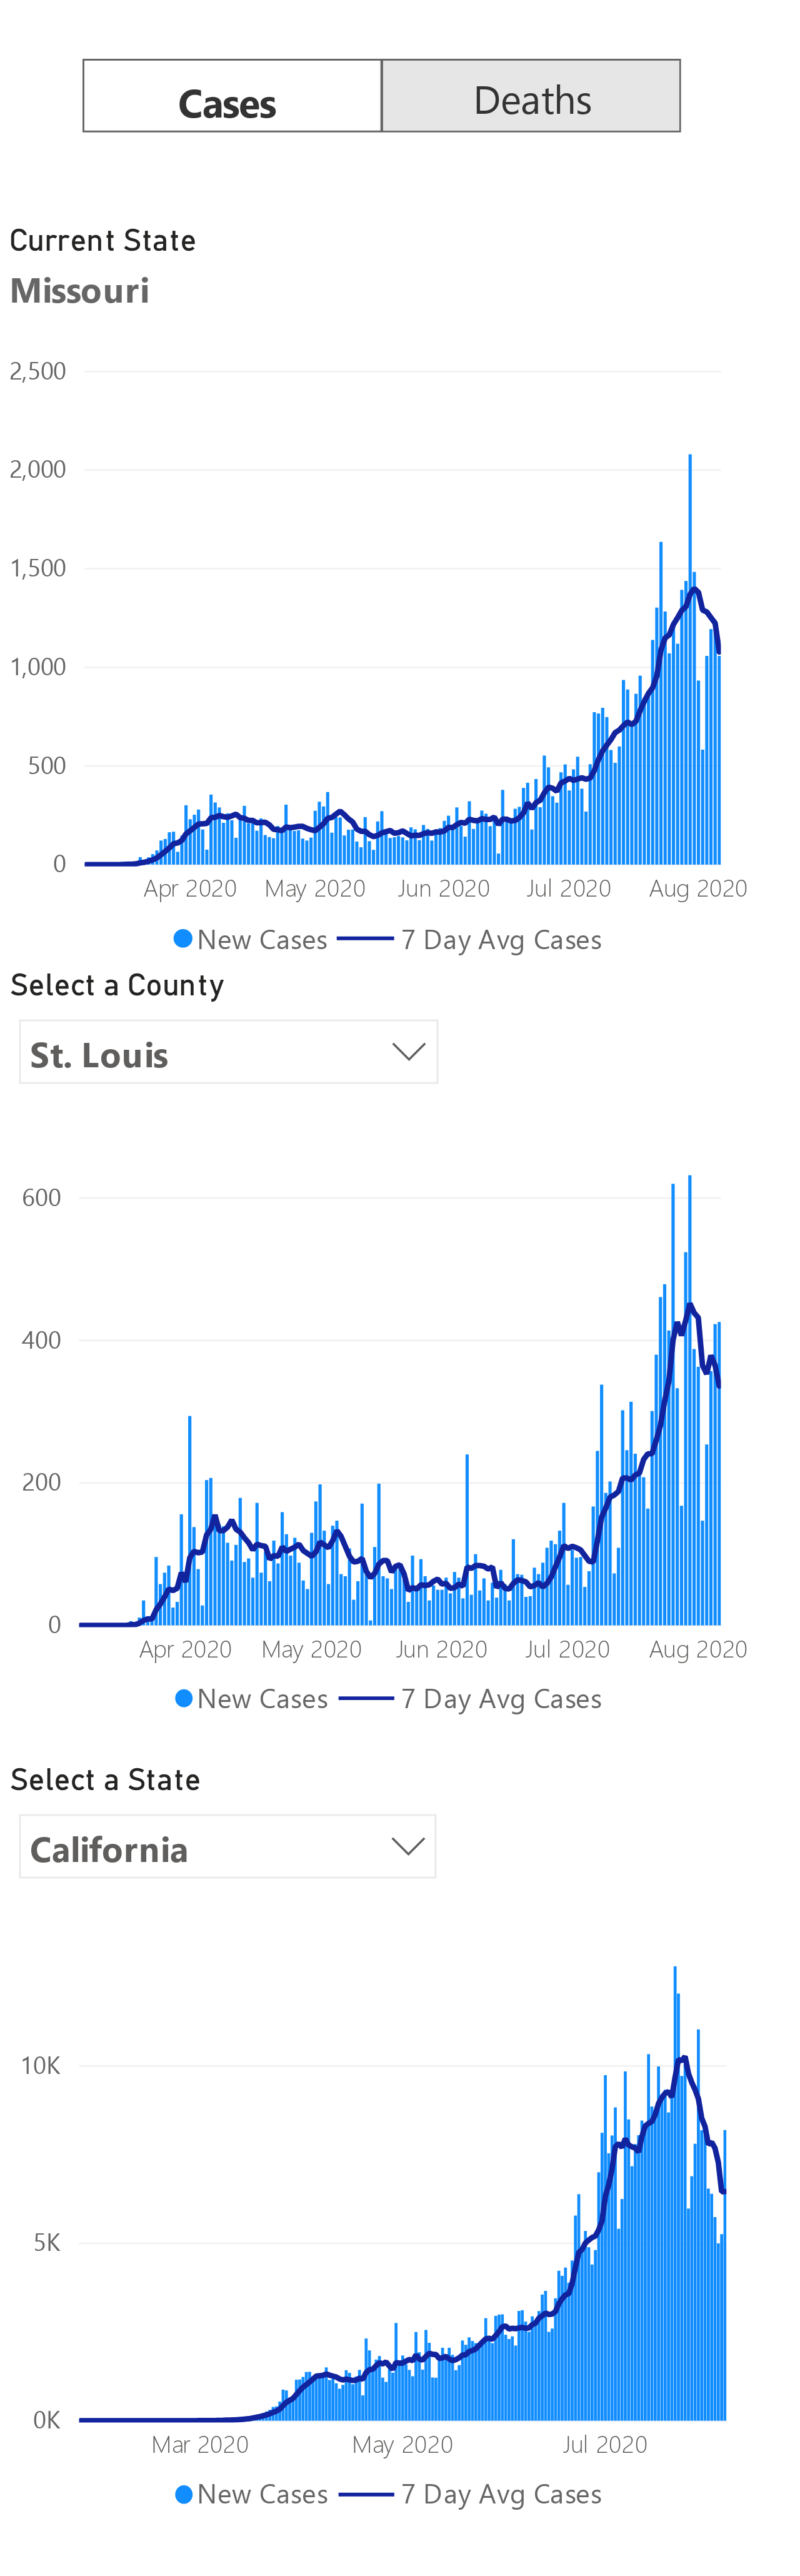 Cases Deaths
Current State
Missouri
2,500
2,000
1,500
1,000
500
0
Apr 2020 May 2020 Jun 2020 Jul 2020 Aug 2020
New Cases 7 Day Avg Cases
Select a County
St. Louis
600
400
200
0
Apr 2020 May 2020 Jun 2020 Jul 2020 Aug 2020
New Cases 7 Day Avg Cases
Select a State
California
10K
5K
0K
Mar 2020 May 2020 Jul 2020
New Cases 7 Day Avg Cases